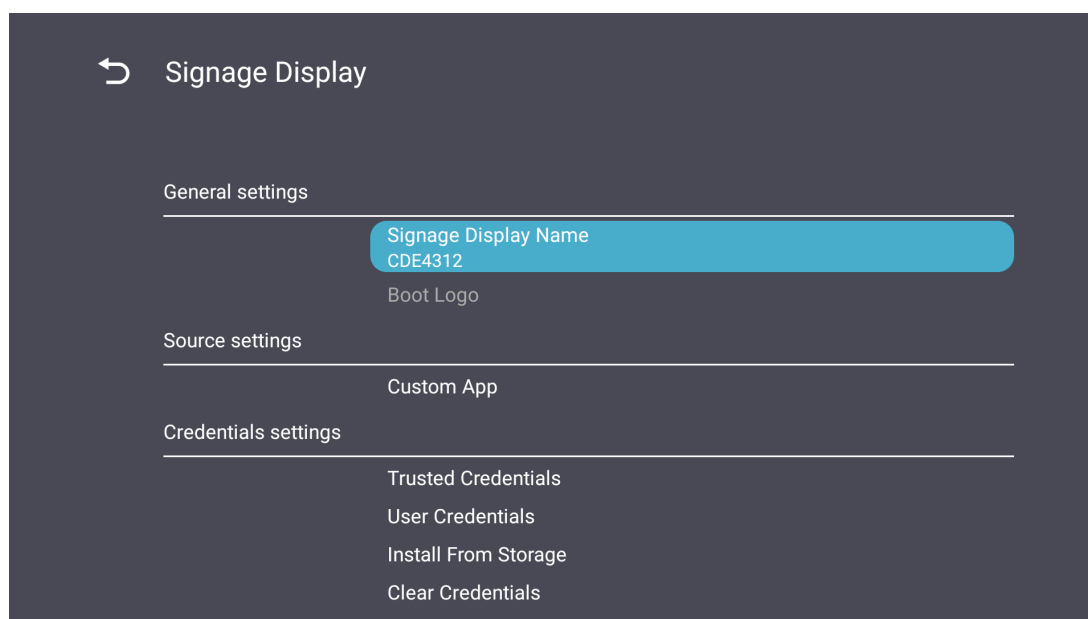 Signage Display
General settings
Signage Display Name
CDE4312
Boot Logo
Source settings
Custom App
Credentials settings
Trusted Credentials
User Credentials
Install From Storage
Clear Credentials